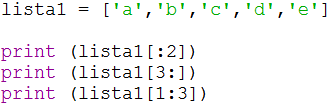 lista1 = ['a','b','c','d','e']
print (lista1[:2])
print (lista1[3:])
print (lista1[1:3])